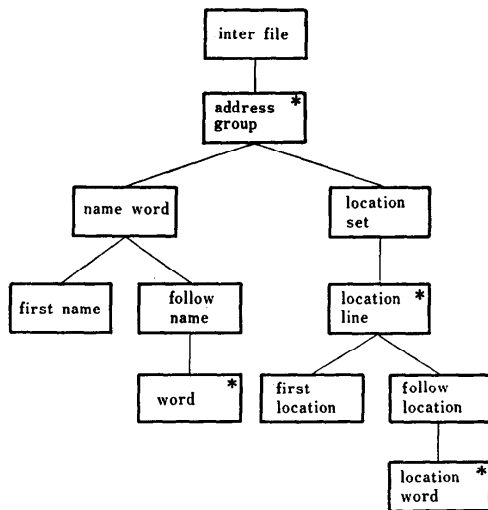 inter file
address *
group
name word
location
set
first name
follow
name
location *
line
word *
first
location
follow
location
location *
word